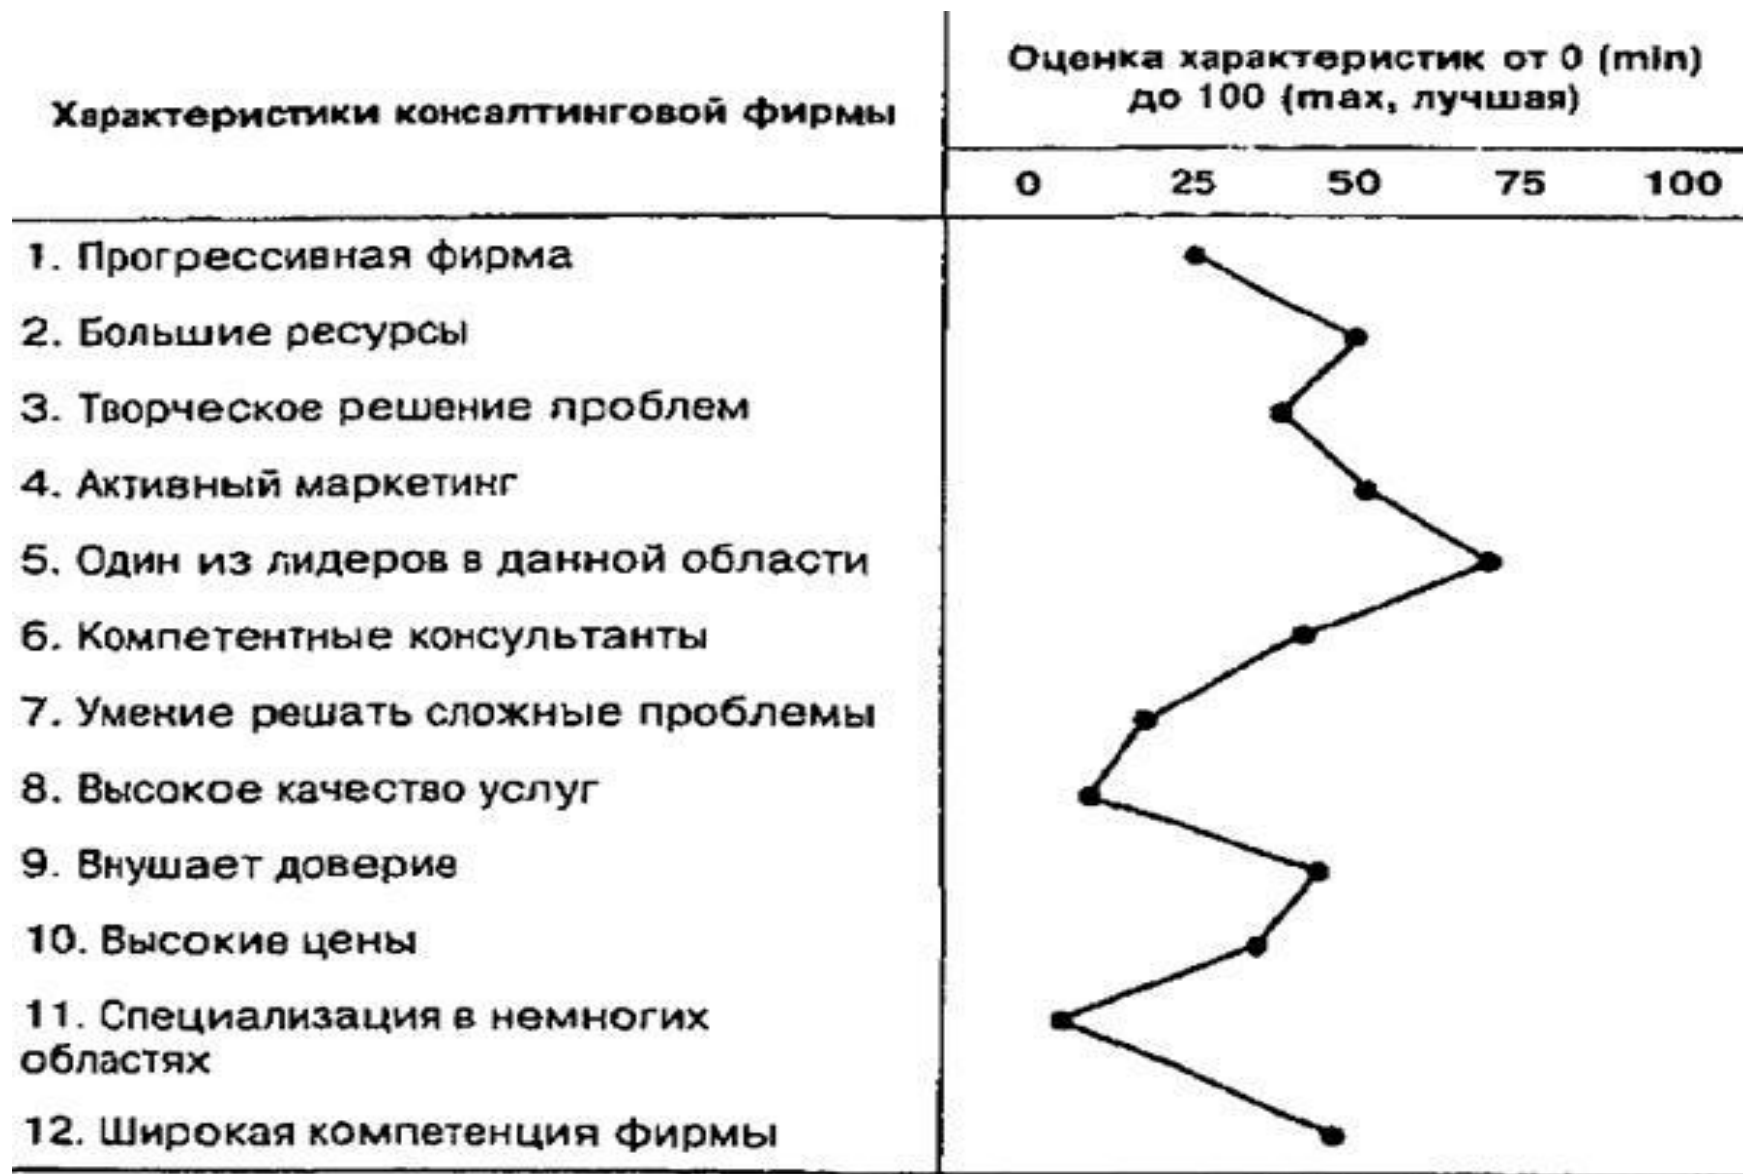 Характеристики консалтинговой фирмы
Оценка характеристик от 0 (min)
до 100 (max, лучшая)
0 25 50 75 100
1. Прогрессивная фирма
2. Большие ресурсы
3. Творческое решение проблем
4. Активный маркетинг
5. Один из лидеров в данной области
6. Компетентные консультанты
7. Умение решать сложные проблемы
8. Высокое качество услуг
9. Внушает доверие
10. Высокие цены
11. Специализация в немногих
областях
12. Широкая компетенция фирмы